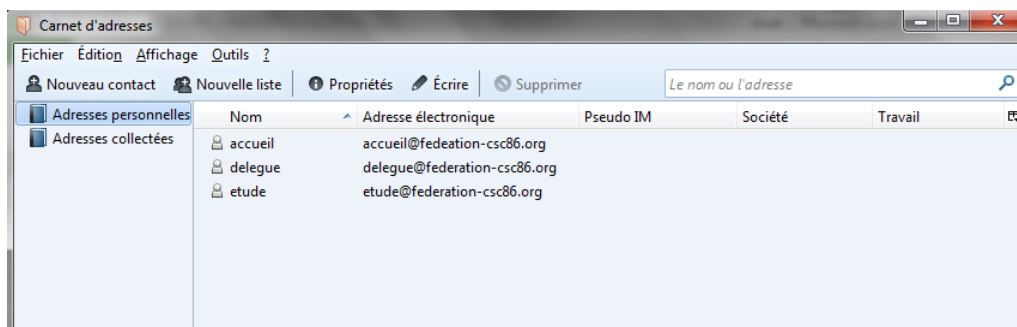 Carnet d'adresses
Fichier Édition Affichage Outils ?
Nouveau contact Nouvelle liste Propriétés Écrire Supprimer Le nom ou l'adresse
Adresses personnelles Nom Adresse électronique Pseudo IM Société Travail
Adresses collectées accueil accueil@fedeation-csc86.org
delegue delegue@federation-csc86.org
etude etude@federation-csc86.org